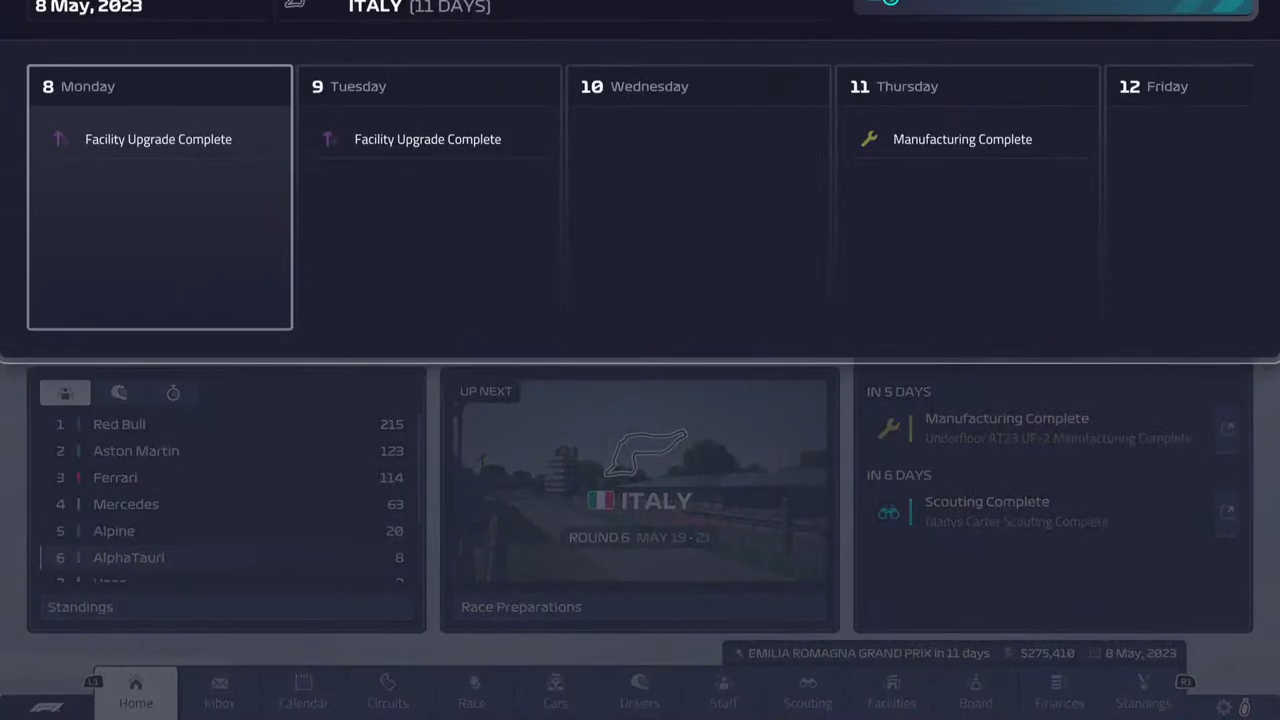 8 May, 2023
ITALY (11 DAYS)
8 Monday
9 Tuesday
10 Wednesday
11 Thursday
12 Friday
Facility Upgrade Complete
Facility Upgrade Complete
Manufacturing Complete
1 Red Bull 215
2 Aston Martin 123
3 Ferrari 114
4 Mercedes 63
5 Alpine 20
6 AlphaTauri 8
Standings
UP NEXT
ITALY
ROUND 6 MAY 19-21
Race Preparations
IN 5 DAYS
Manufacturing Complete
Underfloor AT23 UF-2 Manufacturing Complete
IN 6 DAYS
Scouting Complete
Gladys Carter Scouting Complete
EMILIA ROMAGNA GRAND PRIX in 11 days $275,410 8 May, 2023
L1
Home
Inbox
Calendar
Circuits
Race
Cars
Drivers
Staff
Scouting
Facilities
Board
Finances
Standings
R1